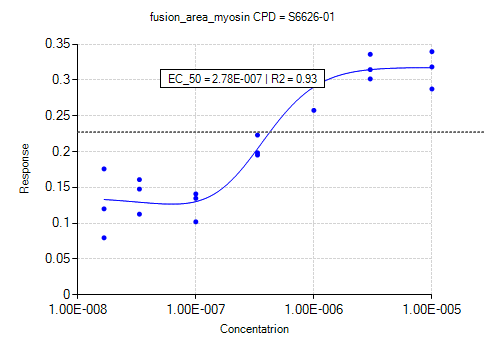 fusion_area_myosin CPD = S6626-01
0.35
EC_50 = 2.78E-007 | R2 = 0.93
0.3
0.25
0.2
0.15
0.1
0.05
0
Response
1.00E-008 1.00E-007 1.00E-006 1.00E-005
Concentatrion